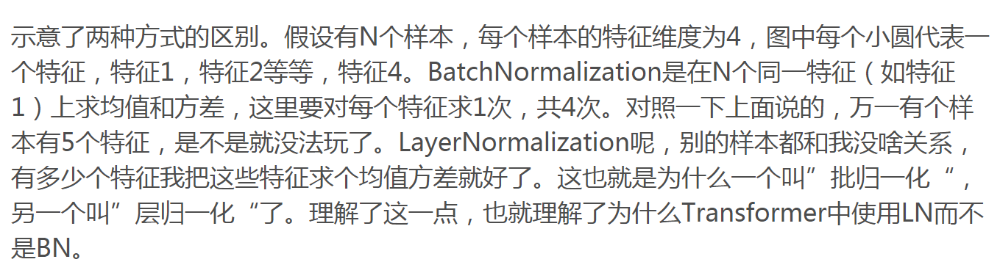 示意了两种方式的区别。假设有N个样本，每个样本的特征维度为4，图中每个小圆代表一
个特征，特征1，特征2等等，特征4。BatchNormalization是在N个同一特征（如特征
1）上求均值和方差，这里要对每个特征求1次，共4次。对照一下上面说的，万一有个样
本有5个特征，是不是就没法玩了。LayerNormalization呢，别的样本都和我没啥关系，
有多少个特征我把这些特征求个均值方差就好了。这也就是为什么一个叫”批归一化“，
另一个叫”层归一化“了。理解了这一点，也就理解了为什么Transformer中使用LN而不
是BN。